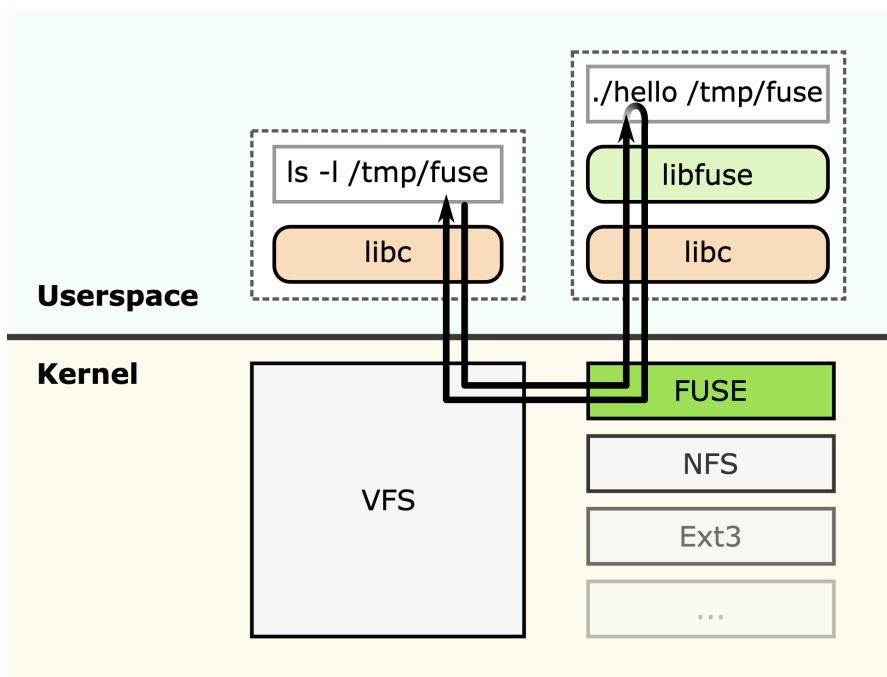 ./hello /tmp/fuse
ls -l /tmp/fuse
libfuse
libc
libc
Userspace
Kernel
FUSE
NFS
VFS
Ext3
...